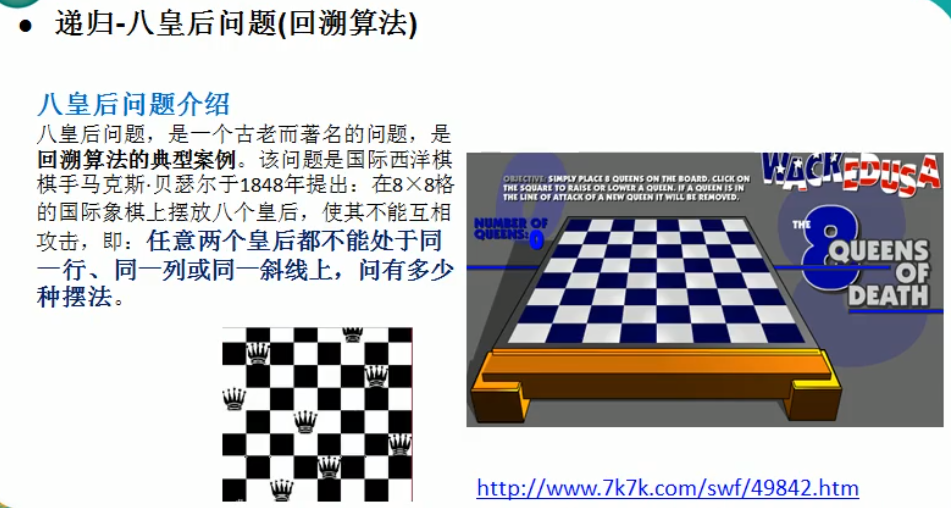 ● 递归-八皇后问题(回溯算法)
八皇后问题介绍
八皇后问题，是一个古老而著名的问题，是
回溯算法的典型案例。该问题是国际西洋棋
棋手马克斯·贝瑟尔于1848年提出：在8×8格
的国际象棋上摆放八个皇后，使其不能互相
攻击，即：任意两个皇后都不能处于同
一行、同一列或同一斜线上，问有多少
种摆法。
WACKEDUSA
OBJECTIVE: SIMPLY PLACE 8 QUEENS ON THE BOARD. CLICK ON
THE SQUARE TO RAISE OR LOWER A QUEEN. IF A QUEEN IS IN
THE LINE OF ATTACK OF A NEW QUEEN IT WILL BE REMOVED.
NUMBER OF
QUEENS: 0
THE 8 QUEENS
OF
DEATH
http://www.7k7k.com/swf/49842.htm